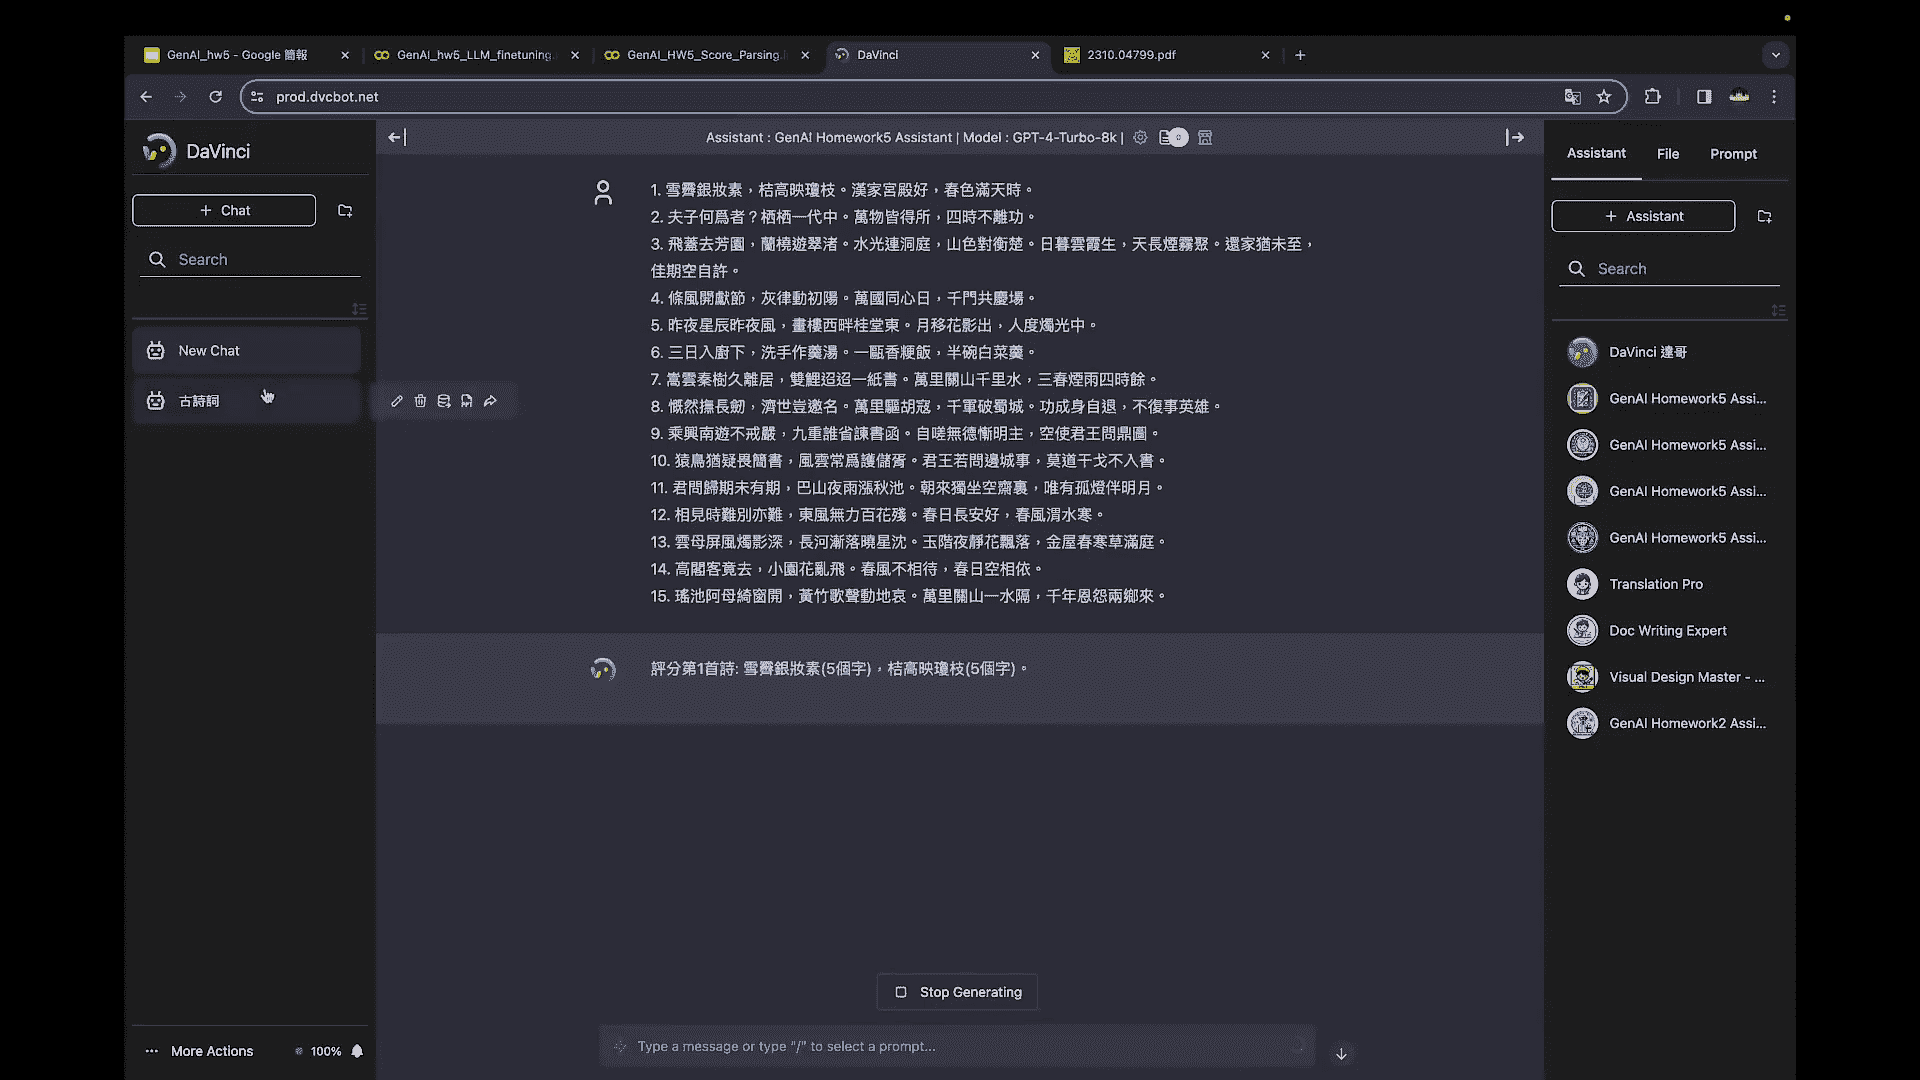 GenAI_hw5 - Google 簡報
GenAI_hw5_LLM_finetuning.
GenAI_HW5_Score_Parsing.i
DaVinci
2310.04799.pdf
prod.dvcbot.net
DaVinci
+ Chat
Search
New Chat
古詩詞
More Actions
100%
Assistant : GenAI Homework5 Assistant | Model : GPT-4-Turbo-8k |
0
1. 雪霽銀妝素，桔高映瓊枝。漢家宮殿好，春色滿天時。
2. 夫子何爲者？栖栖一代中。萬物皆得所，四時不離功。
3. 飛蓋去芳園，蘭橈遊翠渚。水光連洞庭，山色對衡楚。日暮雲霞生，天長煙霧聚。還家猶未至，
佳期空自許。
4. 條風開獻節，灰律動初陽。萬國同心日，千門共慶場。
5. 昨夜星辰昨夜風，畫樓西畔桂堂東。月移花影出，人度燭光中。
6. 三日入廚下，洗手作羹湯。一甌香粳飯，半碗白菜羹。
7. 嵩雲秦樹久離居，雙鯉迢迢一紙書。萬里關山千里水，三春煙雨四時餘。
8. 慨然撫長劒，濟世豈邀名。萬里驅胡寇，千軍破蜀城。功成身自退，不復事英雄。
9. 乘興南遊不戒嚴，九重誰省諫書函。自嗟無德慚明主，空使君王問鼎圖。
10. 猿鳥猶疑畏簡書，風雲常爲護儲胥。君王若問邊城事，莫道干戈不入書。
11. 君問歸期未有期，巴山夜雨漲秋池。朝來獨坐空齋裏，唯有孤燈伴明月。
12. 相見時難別亦難，東風無力百花殘。春日長安好，春風渭水寒。
13. 雲母屏風燭影深，長河漸落曉星沈。玉階夜靜花飄落，金屋春寒草滿庭。
14. 高閣客竟去，小園花亂飛。春風不相待，春日空相依。
15. 瑤池阿母綺窗開，黃竹歌聲動地哀。萬里關山一水隔，千年恩怨兩鄉來。
評分第1首詩: 雪霽銀妝素(5個字)，桔高映瓊枝(5個字)。
Stop Generating
Type a message or type "/" to select a prompt...
Assistant
File
Prompt
+ Assistant
Search
DaVinci 達哥
GenAI Homework5 Assi...
GenAI Homework5 Assi...
GenAI Homework5 Assi...
GenAI Homework5 Assi...
Translation Pro
Doc Writing Expert
Visual Design Master - ...
GenAI Homework2 Assi...